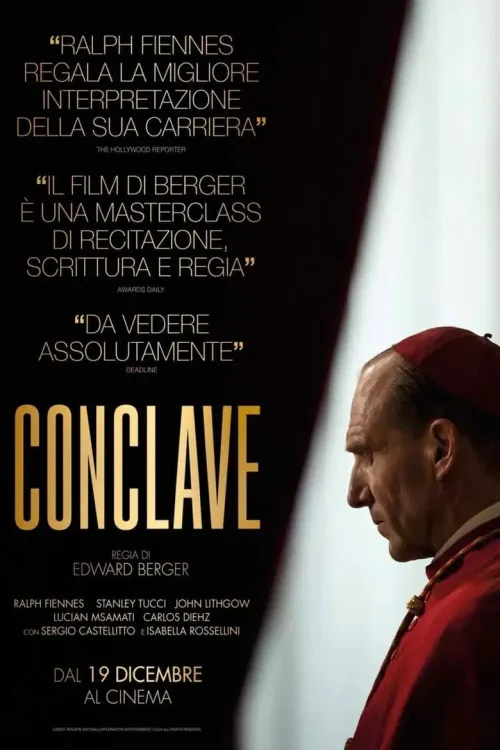 “RALPH FIENNES
REGALA LA MIGLIORE
INTERPRETAZIONE
DELLA SUA CARRIERA”
THE HOLLYWOOD REPORTER
“IL FILM DI BERGER
È UNA MASTERCLASS
DI RECITAZIONE,
SCRITTURA E REGIA”
AWARDS DAILY
“DA VEDERE
ASSOLUTAMENTE”
DEADLINE
CONCLAVE
REGIA DI
EDWARD BERGER
RALPH FIENNES STANLEY TUCCI JOHN LITHGOW
LUCIAN MSAMATI CARLOS DIEHZ
CON SERGIO CASTELLITTO E ISABELLA ROSSELLINI
DAL 19 DICEMBRE
AL CINEMA